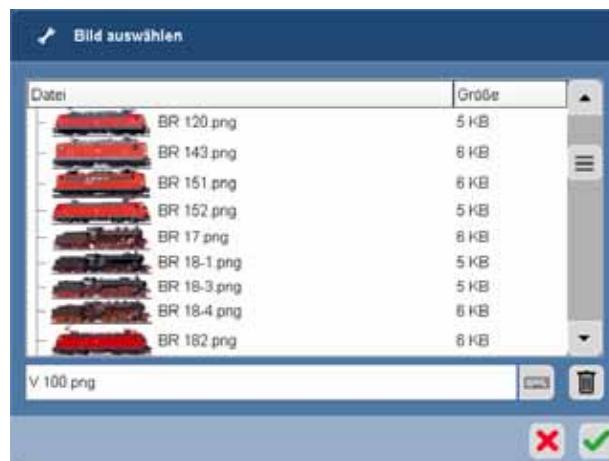 Bild auswählen
Datei Größe
BR 120.png 5 KB
BR 143.png 6 KB
BR 151.png 6 KB
BR 152.png 5 KB
BR 17.png 6 KB
BR 18-1.png 5 KB
BR 18-3.png 5 KB
BR 18-4.png 6 KB
BR 182.png 6 KB
V 100 png